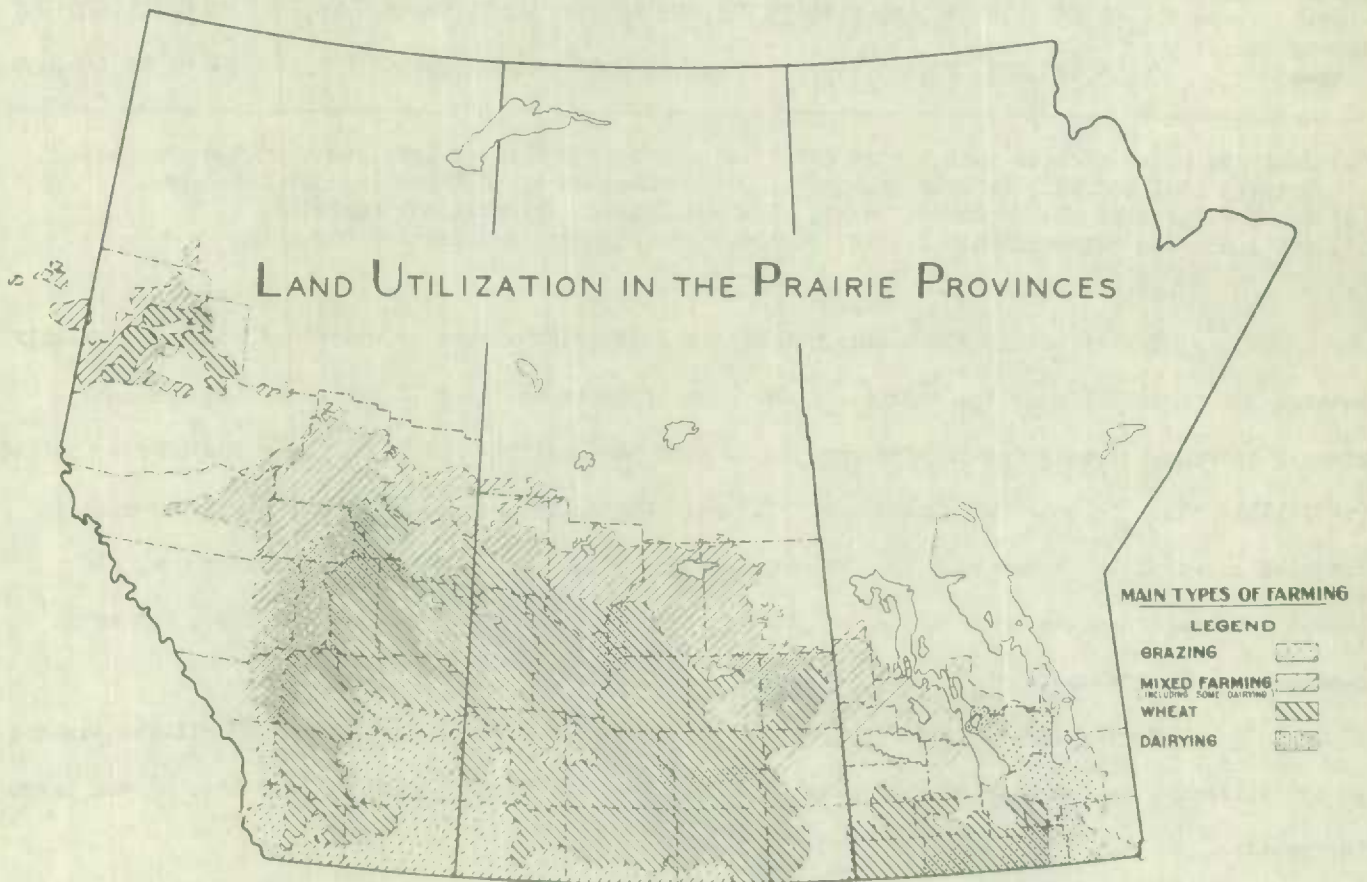 LAND UTILIZATION IN THE PRAIRIE PROVINCES
MAIN TYPES OF FARMING
LEGEND
GRAZING
MIXED FARMING
(INCLUDING SOME DAIRYING)
WHEAT
DAIRYING